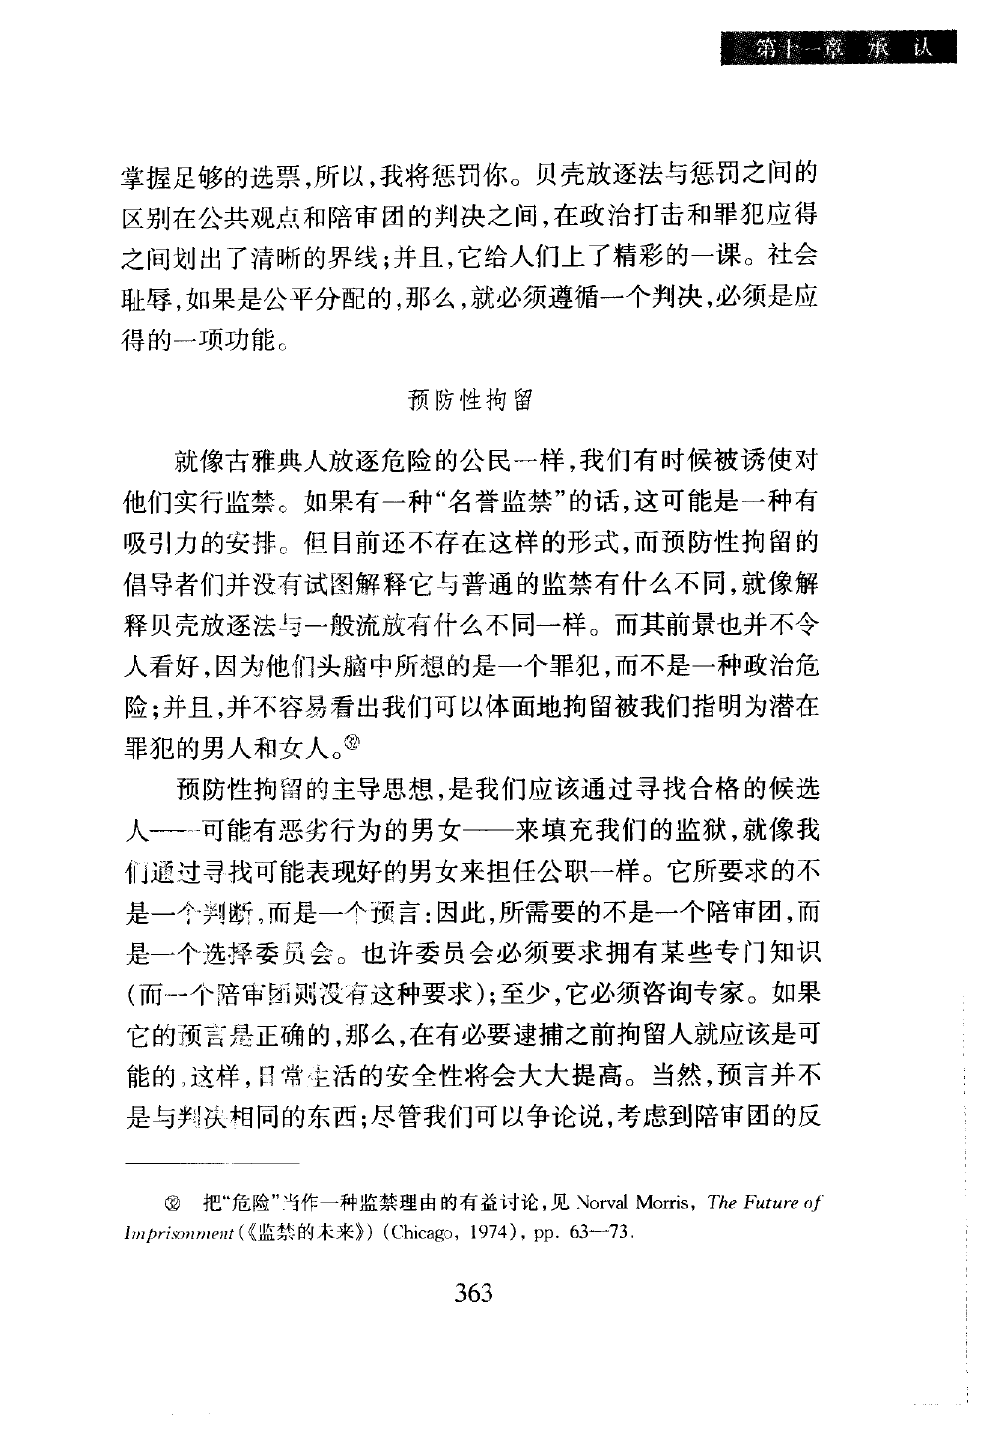 第十一章 承 认
掌握足够的选票,所以,我将惩罚你。贝壳放逐法与惩罚之间的
区别在公共观点和陪审团的判决之间,在政治打击和罪犯应得
之间划出了清晰的界线;并且,它给人们上了精彩的一课。社会
耻辱,如果是公平分配的,那么,就必须遵循一个判决,必须是应
得的一项功能。
预防性拘留
就像古雅典人放逐危险的公民一样,我们有时候被诱使对
他们实行监禁。如果有一种“名誉监禁”的话,这可能是一种有
吸引力的安排。但目前还不存在这样的形式,而预防性拘留的
倡导者们并没有试图解释它与普通的监禁有什么不同,就像解
释贝壳放逐法与一般流放有什么不同一样。而其前景也并不令
人看好,因为他们头脑中所想的是一个罪犯,而不是一种政治危
险;并且,并不容易看出我们可以体面地拘留被我们指明为潜在
罪犯的男人和女人。㉜
预防性拘留的主导思想,是我们应该通过寻找合格的候选
人——可能有恶劣行为的男女——来填充我们的监狱,就像我
们通过寻找可能表现好的男女来担任公职一样。它所要求的不
是一个判断,而是一个预言:因此,所需要的不是一个陪审团,而
是一个选择委员会。也许委员会必须要求拥有某些专门知识
(而一个陪审团则没有这种要求);至少,它必须咨询专家。如果
它的预言是正确的,那么,在有必要逮捕之前拘留人就应该是可
能的,这样,日常生活的安全性将会大大提高。当然,预言并不
是与判决相同的东西;尽管我们可以争论说,考虑到陪审团的反
㉜ 把“危险”当作一种监禁理由的有益讨论,见 Norval Morris, The Future of
Imprisonment(《监禁的未来》) (Chicago, 1974), pp. 63—73.
363